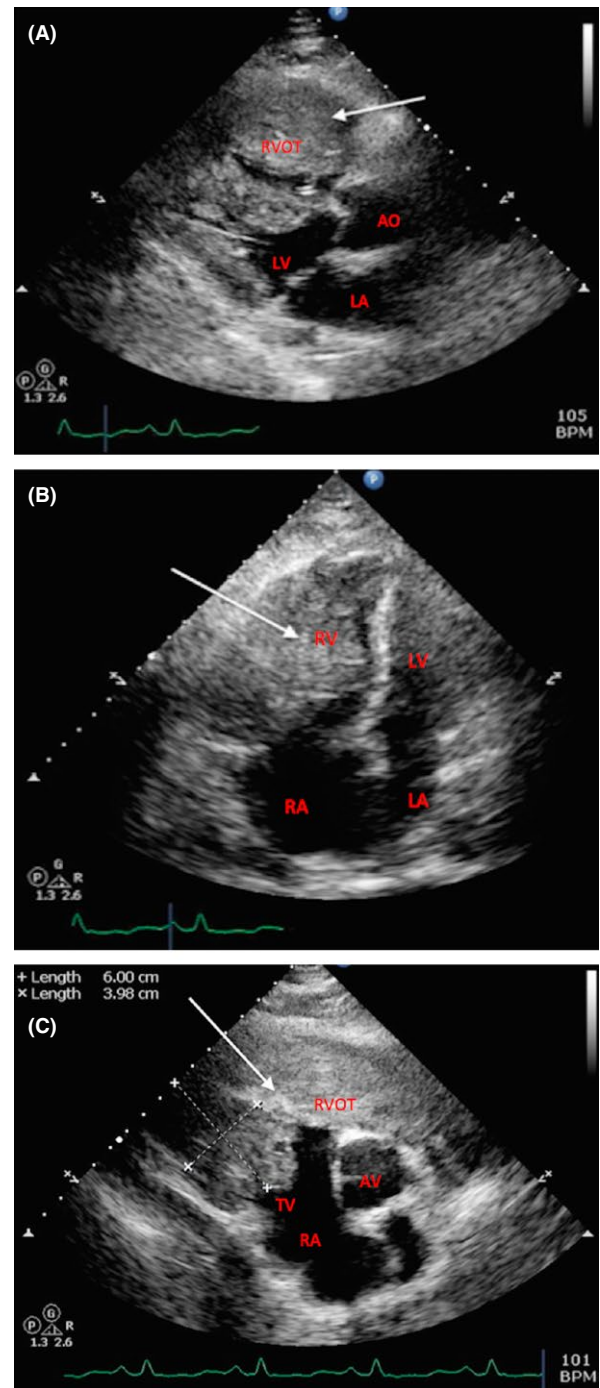 (A)
P
RVOT
AO
LV
LA
G
P R
1.3 2.6
105
BPM
(B)
P
RV
LV
RA
LA
G
P R
1.3 2.6
+ Length 6.00 cm
× Length 3.98 cm
(C)
RVOT
TV
AV
RA
G
P R
1.3 2.6
101
BPM